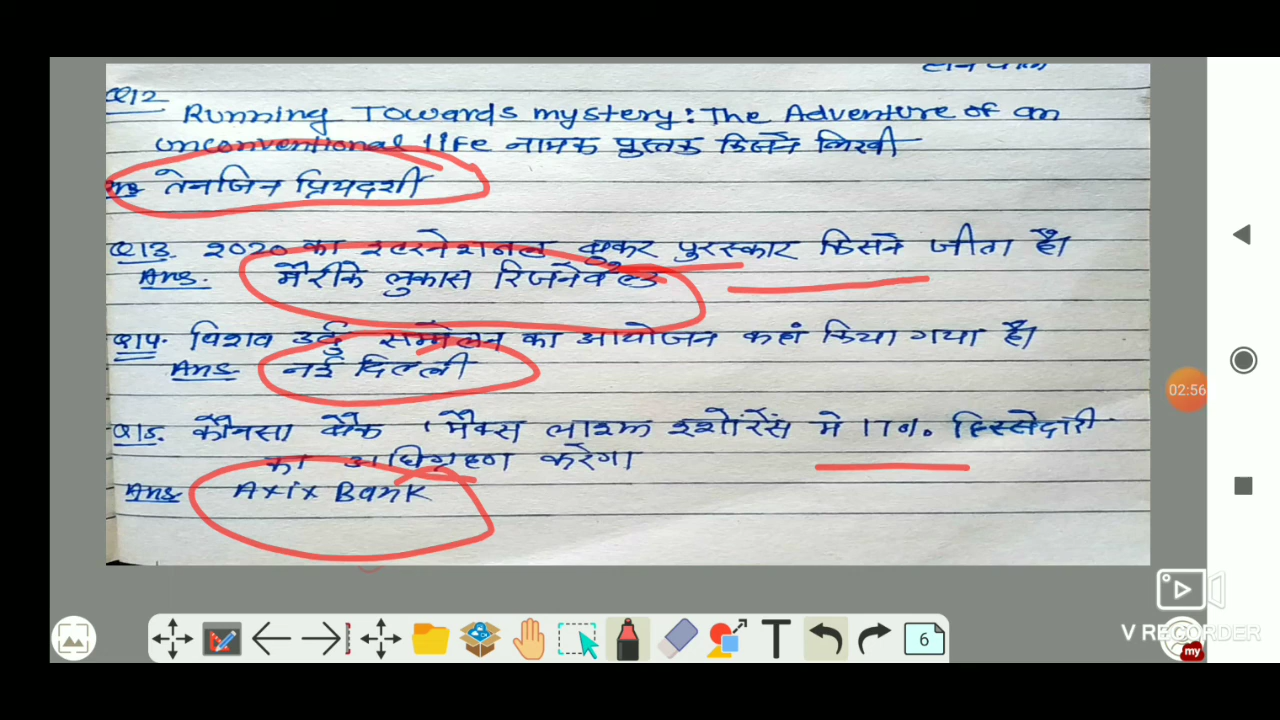 Q12 Running Towards mystery: The Adventure of an
unconventional life नामक पुस्तक किसने लिखी
Ans तेनजिन प्रियदर्शी
Q13. 2020 का इंटरनेशनल बुकर पुरस्कार किसने जीता है।
Ans. मैरीके लुकास रिजनेवेल्ड
Q14. विशव उर्दु सम्मेलन का आयोजन कहां किया गया है।
Ans. नई दिल्ली
Q15. कौनसा बैंक 'मैक्स लाइफ इंशोरेंस मे 17%. हिस्सेदारी
का अधिग्रहण करेगा
Ans Axix Bank
02:56
V RECORDER
T
6
my